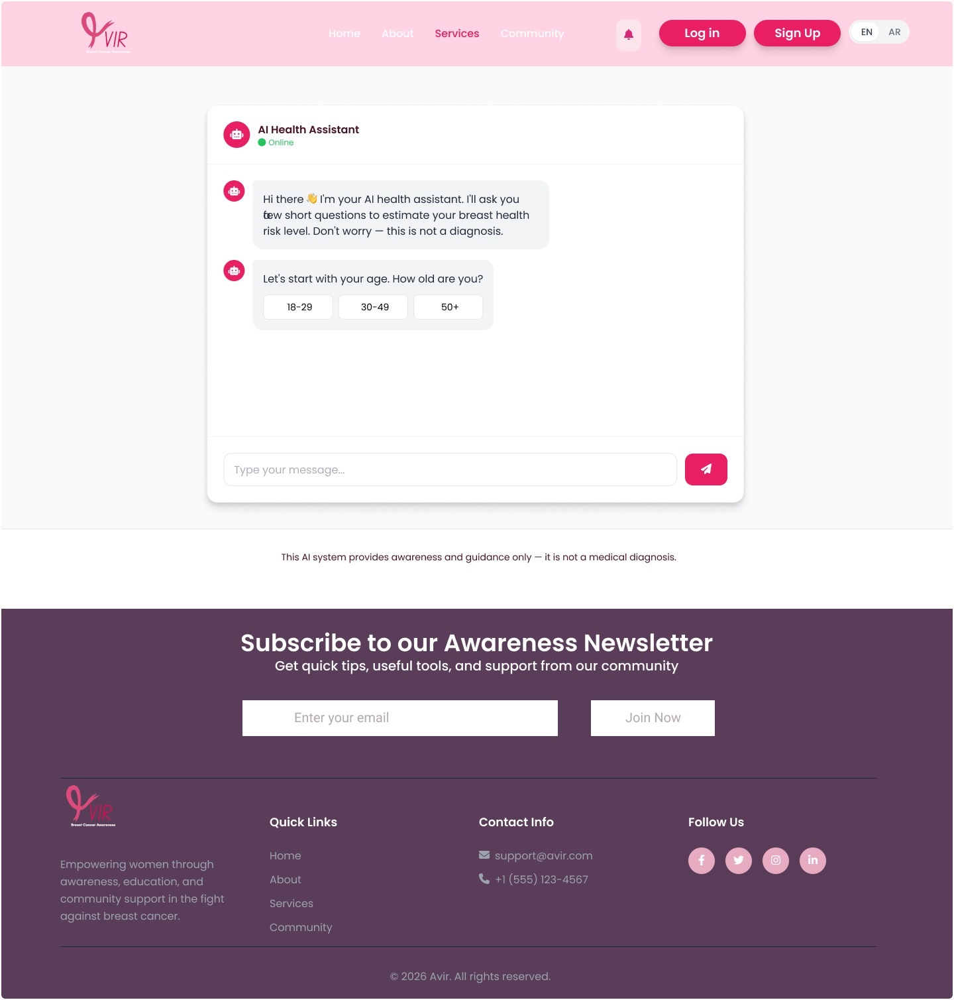 VIR
Breast Cancer Awareness
Home About Services Community
Log in
Sign Up
EN AR
AI Health Assistant
Online
Hi there 👋 I'm your AI health assistant. I'll ask you
a few short questions to estimate your breast health
risk level. Don't worry — this is not a diagnosis.
Let's start with your age. How old are you?
18-29 30-49 50+
Type your message...
This AI system provides awareness and guidance only — it is not a medical diagnosis.
Subscribe to our Awareness Newsletter
Get quick tips, useful tools, and support from our community
Enter your email
Join Now
VIR
Breast Cancer Awareness
Empowering women through
awareness, education, and
community support in the fight
against breast cancer.
Quick Links
Home
About
Services
Community
Contact Info
support@avir.com
+1 (555) 123-4567
Follow Us
© 2026 Avir. All rights reserved.